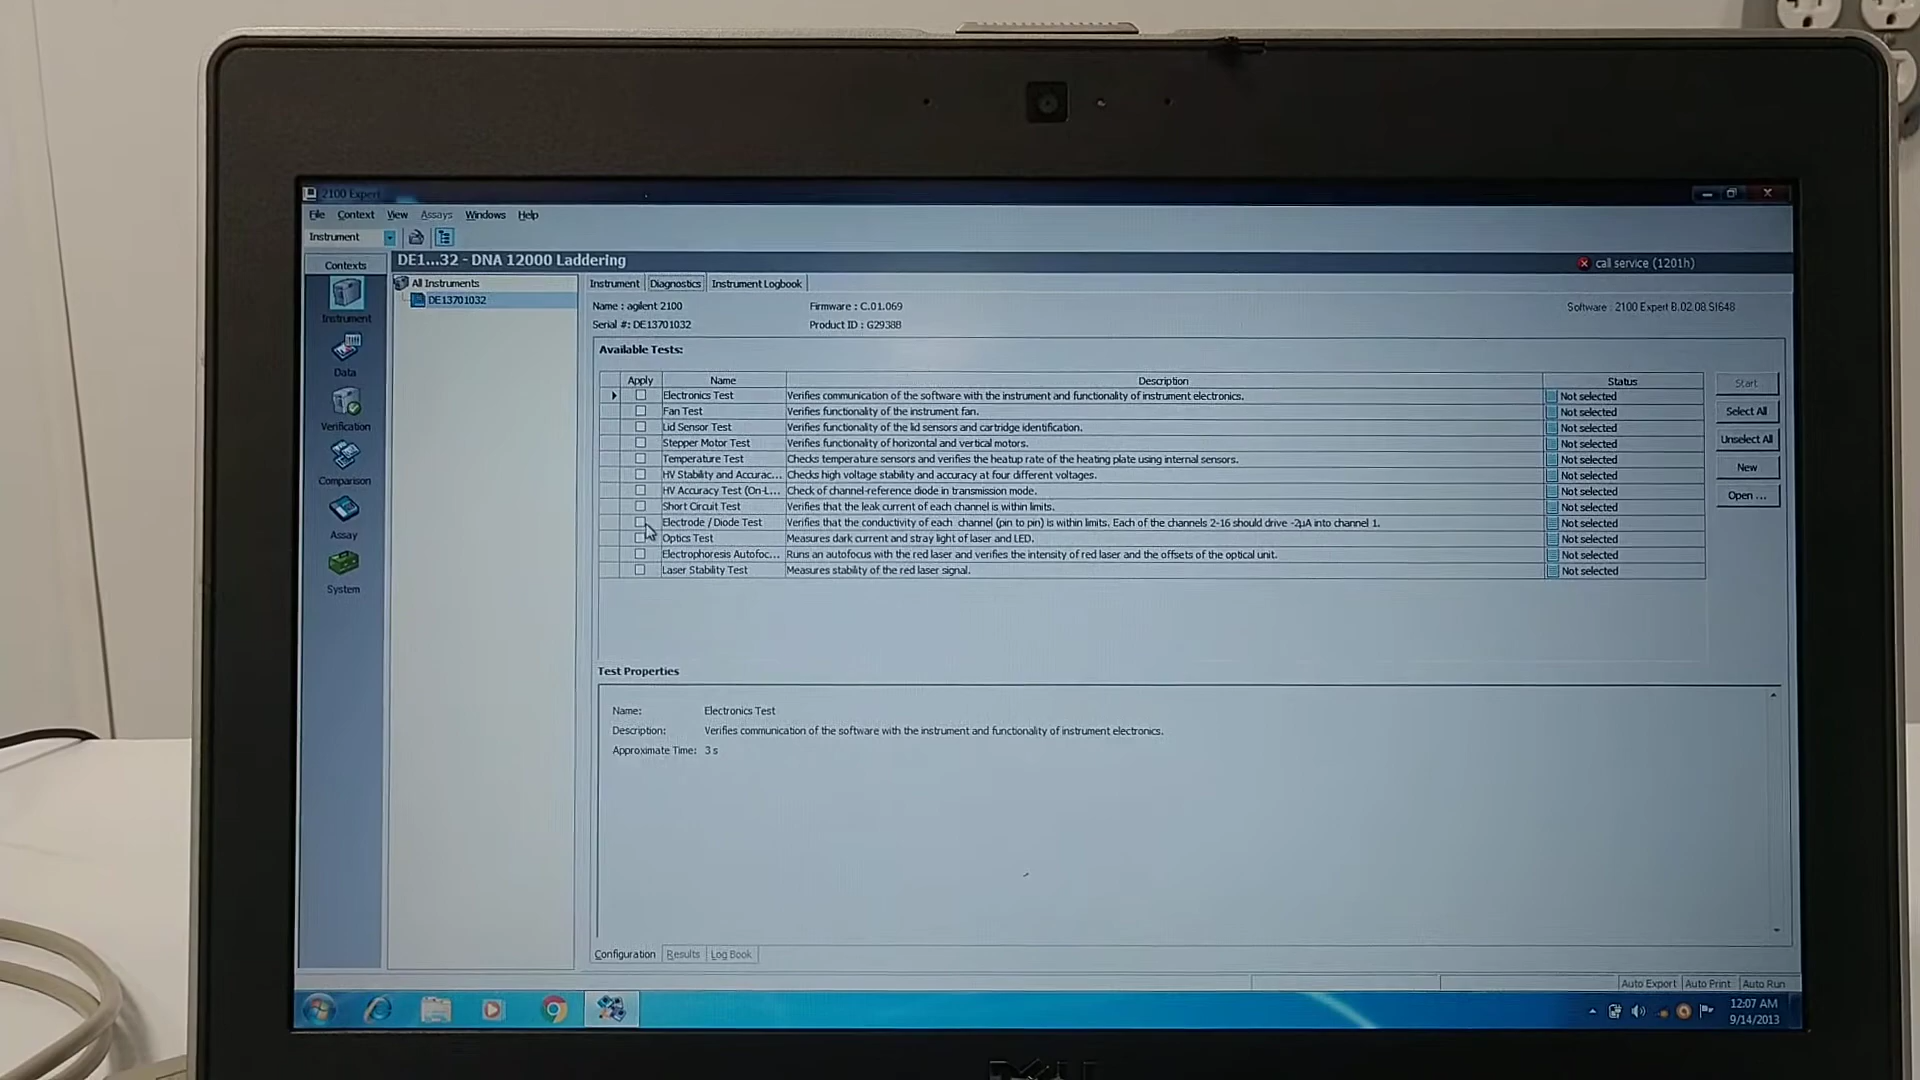 2100 Expert
File Context View Assays Windows Help
Instrument
Contexts
DE1...32 - DNA 12000 Laddering
call service (1201h)
All Instruments
DE13701032
Instrument
Data
Verification
Comparison
Assay
System
Instrument Diagnostics Instrument Logbook
Name : agilent 2100 Firmware : C.01.069 Software : 2100 Expert B.02.08.SI648
Serial #: DE13701032 Product ID : G2938B
Available Tests:
Apply Name Description Status
Electronics Test Verifies communication of the software with the instrument and functionality of instrument electronics. Not selected
Fan Test Verifies functionality of the instrument fan. Not selected
Lid Sensor Test Verifies functionality of the lid sensors and cartridge identification. Not selected
Stepper Motor Test Verifies functionality of horizontal and vertical motors. Not selected
Temperature Test Checks temperature sensors and verifies the heatup rate of the heating plate using internal sensors. Not selected
HV Stability and Accurac... Checks high voltage stability and accuracy at four different voltages. Not selected
HV Accuracy Test (On-L... Check of channel-reference diode in transmission mode. Not selected
Short Circuit Test Verifies that the leak current of each channel is within limits. Not selected
Electrode / Diode Test Verifies that the conductivity of each channel (pin to pin) is within limits. Each of the channels 2-16 should drive -2µA into channel 1. Not selected
Optics Test Measures dark current and stray light of laser and LED. Not selected
Electrophoresis Autofoc... Runs an autofocus with the red laser and verifies the intensity of red laser and the offsets of the optical unit. Not selected
Laser Stability Test Measures stability of the red laser signal. Not selected
Start
Select All
Unselect All
New
Open ...
Test Properties
Name: Electronics Test
Description: Verifies communication of the software with the instrument and functionality of instrument electronics.
Approximate Time: 3 s
Configuration Results Log Book
Auto Export Auto Print Auto Run
12:07 AM
9/14/2013
DELL